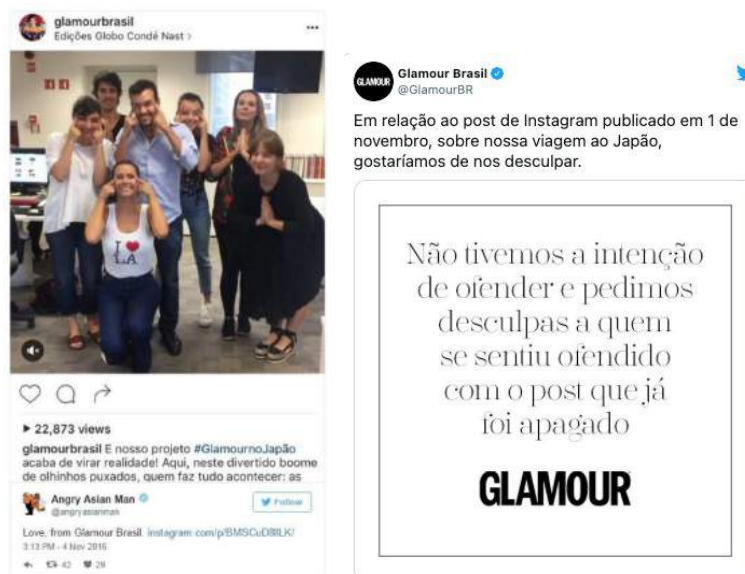 glamourbrasil
Edições Globo Condé Nast >
I ♥
LA
22,873 views
glamourbrasil E nosso projeto #GlamournoJapão
acaba de virar realidade! Aqui, neste divertido boome
de olhinhos puxados, quem faz tudo acontecer: as
Angry Asian Man
@angryasianman
Follow
Love, from Glamour Brasil. instagram.com/p/BMSCuD8llLK/
3:13 PM - 4 Nov 2016
42
29
GLAMOUR
Glamour Brasil
@GlamourBR
Em relação ao post de Instagram publicado em 1 de
novembro, sobre nossa viagem ao Japão,
gostaríamos de nos desculpar.
Não tivemos a intenção
de ofender e pedimos
desculpas a quem
se sentiu ofendido
com o post que já
foi apagado
GLAMOUR